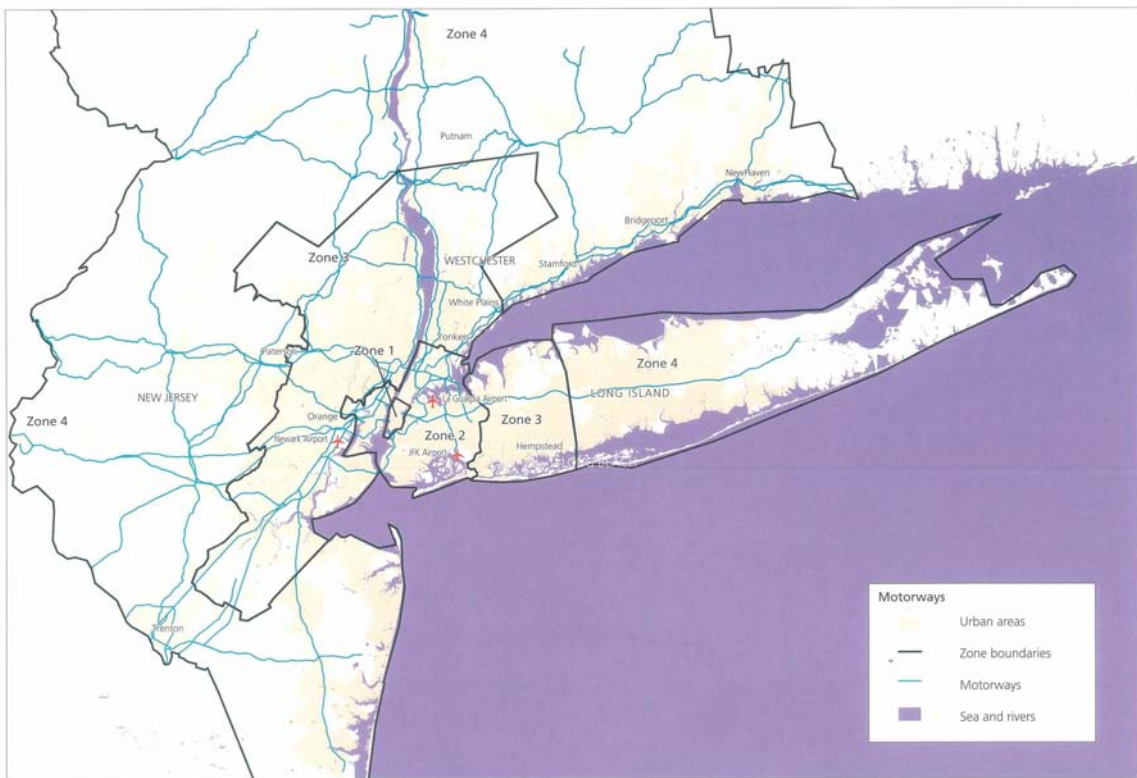 Zone 4
Putnam
NewHaven
Bridgeport
Zone 3
WESTCHESTER
Stamford
White Plains
Yonkers
Zone 1
Paterson
Zone 4
NEW JERSEY
LONG ISLAND
La Guardia Airport
Orange
Zone 4
Zone 3
Newark Airport
Zone 2
Hempstead
JFK Airport
Trenton
Motorways
Urban areas
Zone boundaries
Motorways
Sea and rivers